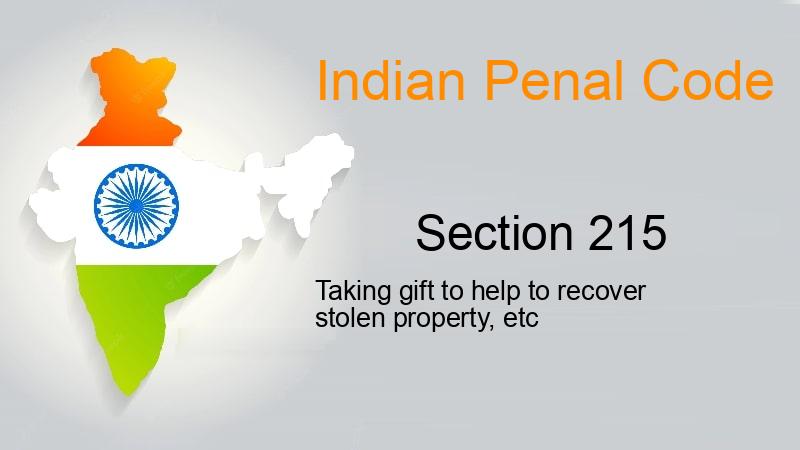 Indian Penal Code
Section 215
Taking gift to help to recover
stolen property, etc